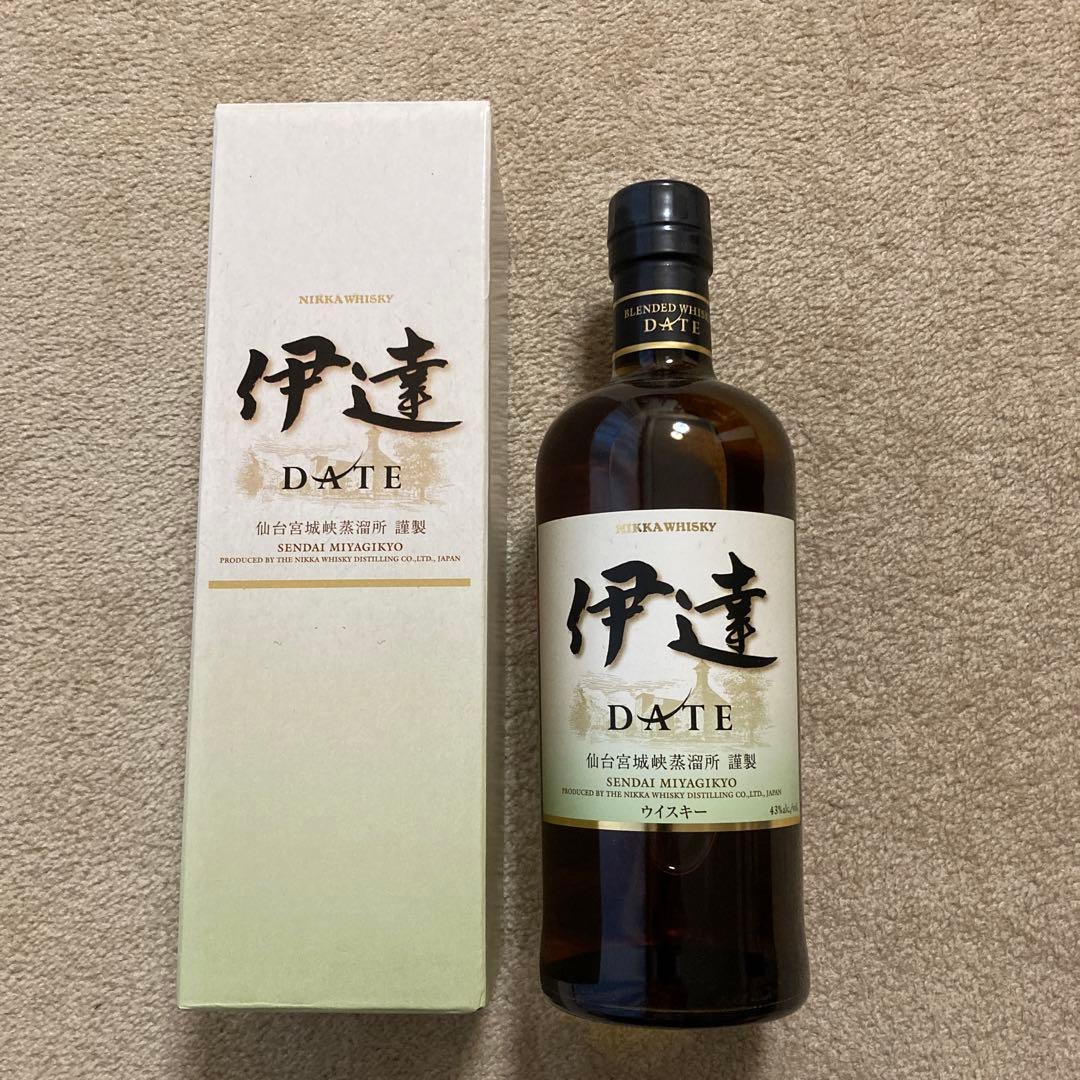 NIKKA WHISKY
伊達
DATE
仙台宮城峡蒸溜所 謹製
SENDAI MIYAGIKYO
PRODUCED BY THE NIKKA WHISKY DISTILLING CO.,LTD., JAPAN
BLENDED WHISKY
DATE
NIKKA WHISKY
伊達
DATE
仙台宮城峡蒸溜所 謹製
SENDAI MIYAGIKYO
PRODUCED BY THE NIKKA WHISKY DISTILLING CO.,LTD., JAPAN
ウイスキー 43%alc./vol.